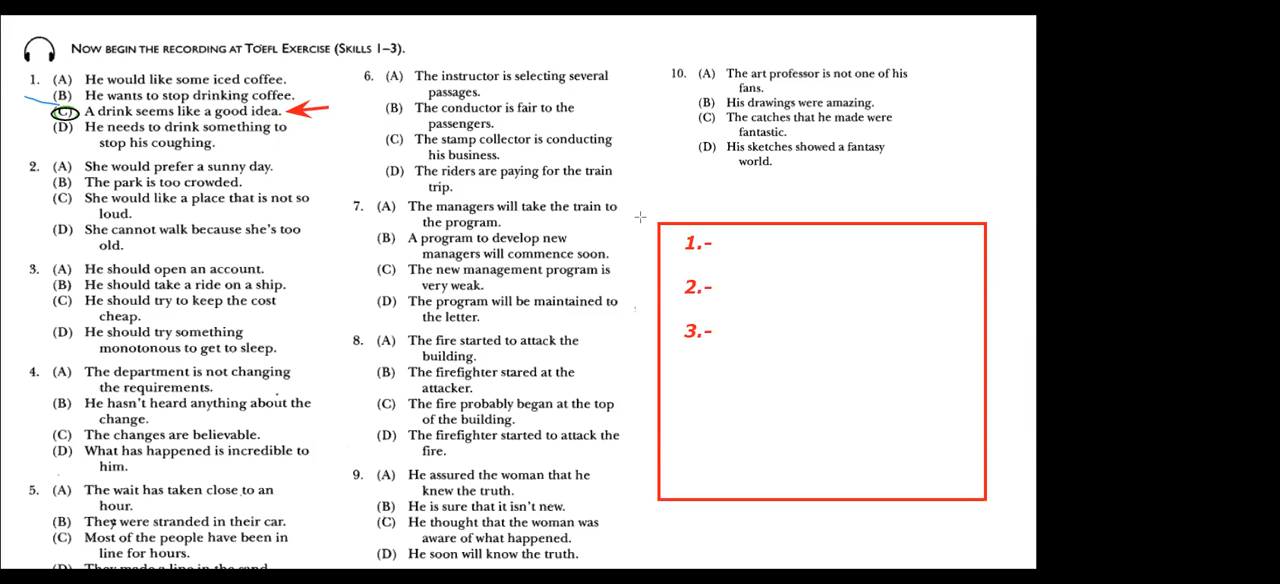 NOW BEGIN THE RECORDING AT TOEFL EXERCISE (SKILLS 1–3).
1. (A) He would like some iced coffee.
(B) He wants to stop drinking coffee.
(C) A drink seems like a good idea.
(D) He needs to drink something to
stop his coughing.
2. (A) She would prefer a sunny day.
(B) The park is too crowded.
(C) She would like a place that is not so
loud.
(D) She cannot walk because she's too
old.
3. (A) He should open an account.
(B) He should take a ride on a ship.
(C) He should try to keep the cost
cheap.
(D) He should try something
monotonous to get to sleep.
4. (A) The department is not changing
the requirements.
(B) He hasn't heard anything about the
change.
(C) The changes are believable.
(D) What has happened is incredible to
him.
5. (A) The wait has taken close to an
hour.
(B) They were stranded in their car.
(C) Most of the people have been in
line for hours.
(D) They made a line in the sand.
6. (A) The instructor is selecting several
passages.
(B) The conductor is fair to the
passengers.
(C) The stamp collector is conducting
his business.
(D) The riders are paying for the train
trip.
7. (A) The managers will take the train to
the program.
(B) A program to develop new
managers will commence soon.
(C) The new management program is
very weak.
(D) The program will be maintained to
the letter.
8. (A) The fire started to attack the
building.
(B) The firefighter stared at the
attacker.
(C) The fire probably began at the top
of the building.
(D) The firefighter started to attack the
fire.
9. (A) He assured the woman that he
knew the truth.
(B) He is sure that it isn't new.
(C) He thought that the woman was
aware of what happened.
(D) He soon will know the truth.
10. (A) The art professor is not one of his
fans.
(B) His drawings were amazing.
(C) The catches that he made were
fantastic.
(D) His sketches showed a fantasy
world.
1.-
2.-
3.-